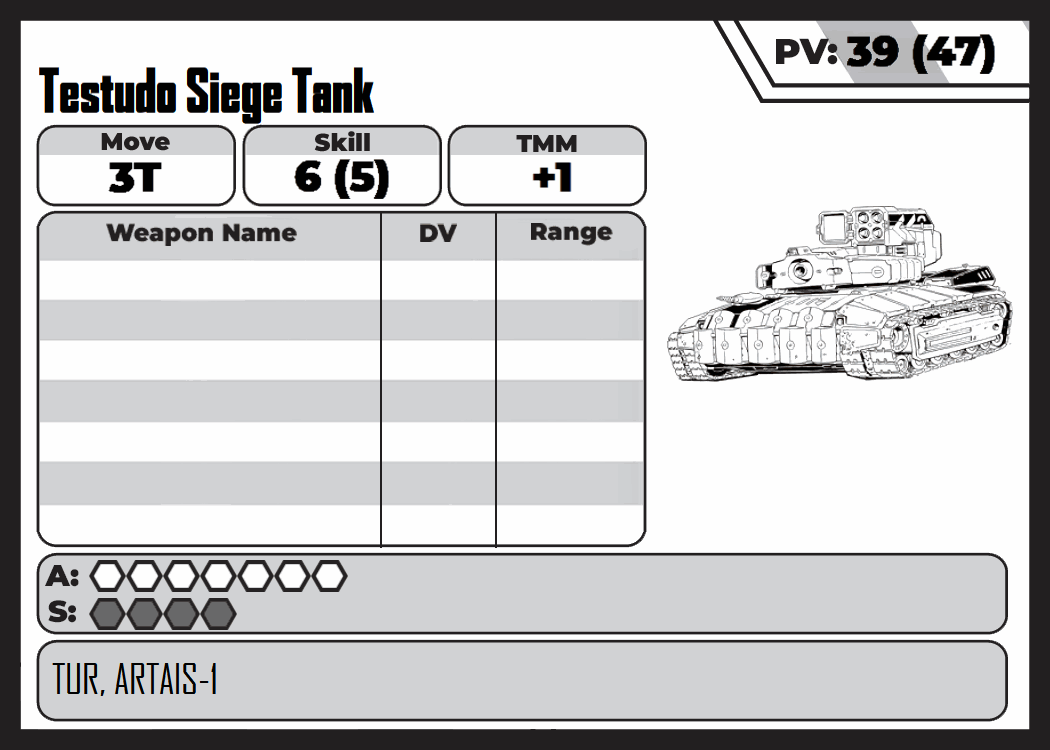 PV: 39 (47)
Testudo Siege Tank
Move Skill TMM
3T 6 (5) +1
Weapon Name DV Range
A:
S:
TUR, ARTAIS-1